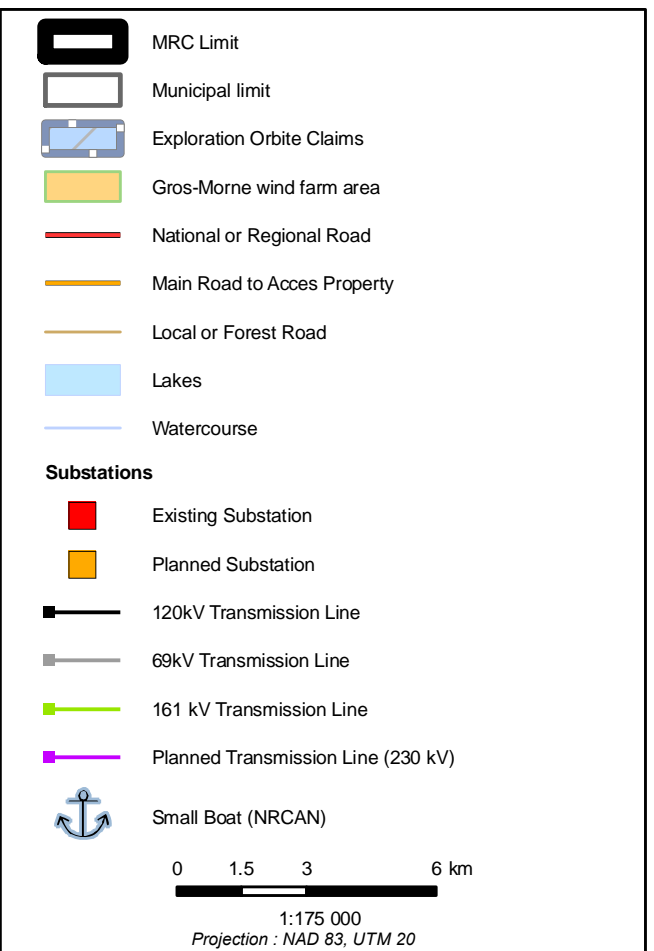 MRC Limit
Municipal limit
Exploration Orbite Claims
Gros-Morne wind farm area
National or Regional Road
Main Road to Acces Property
Local or Forest Road
Lakes
Watercourse
Substations
Existing Substation
Planned Substation
120kV Transmission Line
69kV Transmission Line
161 kV Transmission Line
Planned Transmission Line (230 kV)
Small Boat (NRCAN)
0 1.5 3 6 km
1:175 000
Projection : NAD 83, UTM 20